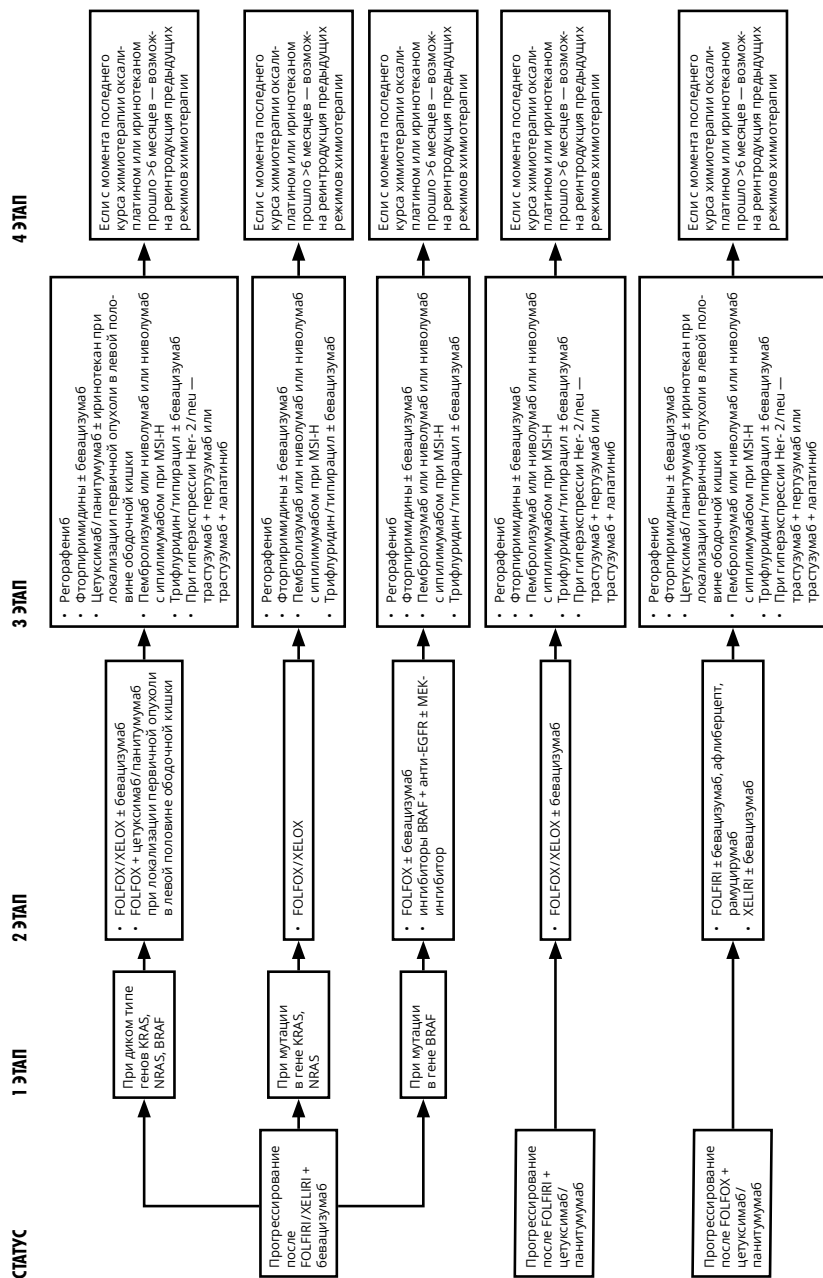 СТАТУС
1 ЭТАП
2 ЭТАП
3 ЭТАП
4 ЭТАП
Прогрессирование
после
FOLFIRI/XELIRI +
бевацизумаб
При диком типе
генов KRAS,
NRAS, BRAF
• FOLFOX/XELOX ± бевацизумаб
• FOLFOX + цетуксимаб/панитумумаб
при локализации первичной опухоли
в левой половине ободочной кишки
• Регорафениб
• Фторпиримидины ± бевацизумаб
• Цетуксимаб/панитумумаб ± иринотекан при
локализации первичной опухоли в левой поло-
вине ободочной кишки
• Пембролизумаб или ниволумаб или ниволумаб
с ипилимумабом при MSI-H
• Трифлуридин/типирацил ± бевацизумаб
• При гиперэкспрессии Her- 2/neu —
трастузумаб + пертузумаб или
трастузумаб + лапатиниб
Если с момента последнего
курса химиотерапии оксали-
платином или иринотеканом
прошло >6 месяцев — возмож-
на реинтродукция предыдущих
режимов химиотерапии
При мутации
в гене KRAS,
NRAS
• FOLFOX/XELOX
• Регорафениб
• Фторпиримидины ± бевацизумаб
• Пембролизумаб или ниволумаб или ниволумаб
с ипилимумабом при MSI-H
• Трифлуридин/типирацил ± бевацизумаб
Если с момента последнего
курса химиотерапии оксали-
платином или иринотеканом
прошло >6 месяцев — возмож-
на реинтродукция предыдущих
режимов химиотерапии
При мутации
в гене BRAF
• FOLFOX ± бевацизумаб
• ингибиторы BRAF + анти-EGFR ± МЕК-
ингибитор
• Регорафениб
• Фторпиримидины ± бевацизумаб
• Пембролизумаб или ниволумаб или ниволумаб
с ипилимумабом при MSI-H
• Трифлуридин/типирацил ± бевацизумаб
Если с момента последнего
курса химиотерапии оксали-
платином или иринотеканом
прошло >6 месяцев — возмож-
на реинтродукция предыдущих
режимов химиотерапии
Прогрессирование
после FOLFIRI +
цетуксимаб/
панитумумаб
• FOLFOX/XELOX ± бевацизумаб
• Регорафениб
• Фторпиримидины ± бевацизумаб
• Пембролизумаб или ниволумаб или ниволумаб
с ипилимумабом при MSI-H
• Трифлуридин/типирацил ± бевацизумаб
• При гиперэкспрессии Her- 2/neu —
трастузумаб + пертузумаб или
трастузумаб + лапатиниб
Если с момента последнего
курса химиотерапии оксали-
платином или иринотеканом
прошло >6 месяцев — возмож-
на реинтродукция предыдущих
режимов химиотерапии
Прогрессирование
после FOLFOX +
цетуксимаб/
панитумумаб
• FOLFIRI ± бевацизумаб, афлиберцепт,
рамуцирумаб
• XELIRI ± бевацизумаб
• Регорафениб
• Фторпиримидины ± бевацизумаб
• Цетуксимаб/панитумумаб ± иринотекан при
локализации первичной опухоли в левой поло-
вине ободочной кишки
• Пембролизумаб или ниволумаб или ниволумаб
с ипилимумабом при MSI-H
• Трифлуридин/типирацил ± бевацизумаб
• При гиперэкспрессии Her- 2/neu —
трастузумаб + пертузумаб или
трастузумаб + лапатиниб
Если с момента последнего
курса химиотерапии оксали-
платином или иринотеканом
прошло >6 месяцев — возмож-
на реинтродукция предыдущих
режимов химиотерапии